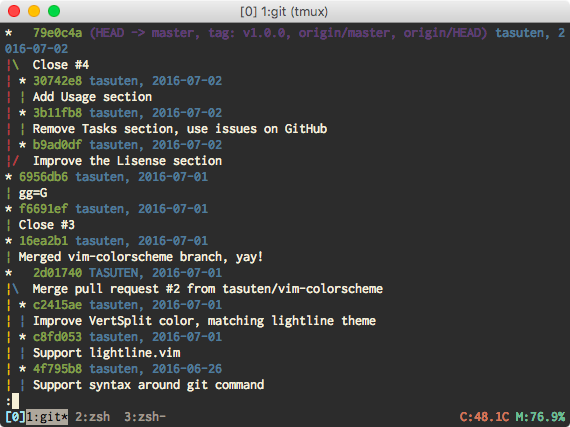 [0] 1:git (tmux)
*   79e0c4a (HEAD -> master, tag: v1.0.0, origin/master, origin/HEAD) tasuten, 2
016-07-02
|\  Close #4
| * 30742e8 tasuten, 2016-07-02
| | Add Usage section
| * 3b11fb8 tasuten, 2016-07-02
| | Remove Tasks section, use issues on GitHub
| * b9ad0df tasuten, 2016-07-02
|/  Improve the Lisense section
* 6956db6 tasuten, 2016-07-01
| gg=G
* f6691ef tasuten, 2016-07-01
| Close #3
* 16ea2b1 tasuten, 2016-07-01
| Merged vim-colorscheme branch, yay!
*   2d01740 TASUTEN, 2016-07-01
|\  Merge pull request #2 from tasuten/vim-colorscheme
| * c2415ae tasuten, 2016-07-01
| | Improve VertSplit color, matching lightline theme
| * c8fd053 tasuten, 2016-07-01
| | Support lightline.vim
| * 4f795b8 tasuten, 2016-06-26
| | Support syntax around git command
:
[0]1:git* 2:zsh  3:zsh- C:48.1C M:76.9%